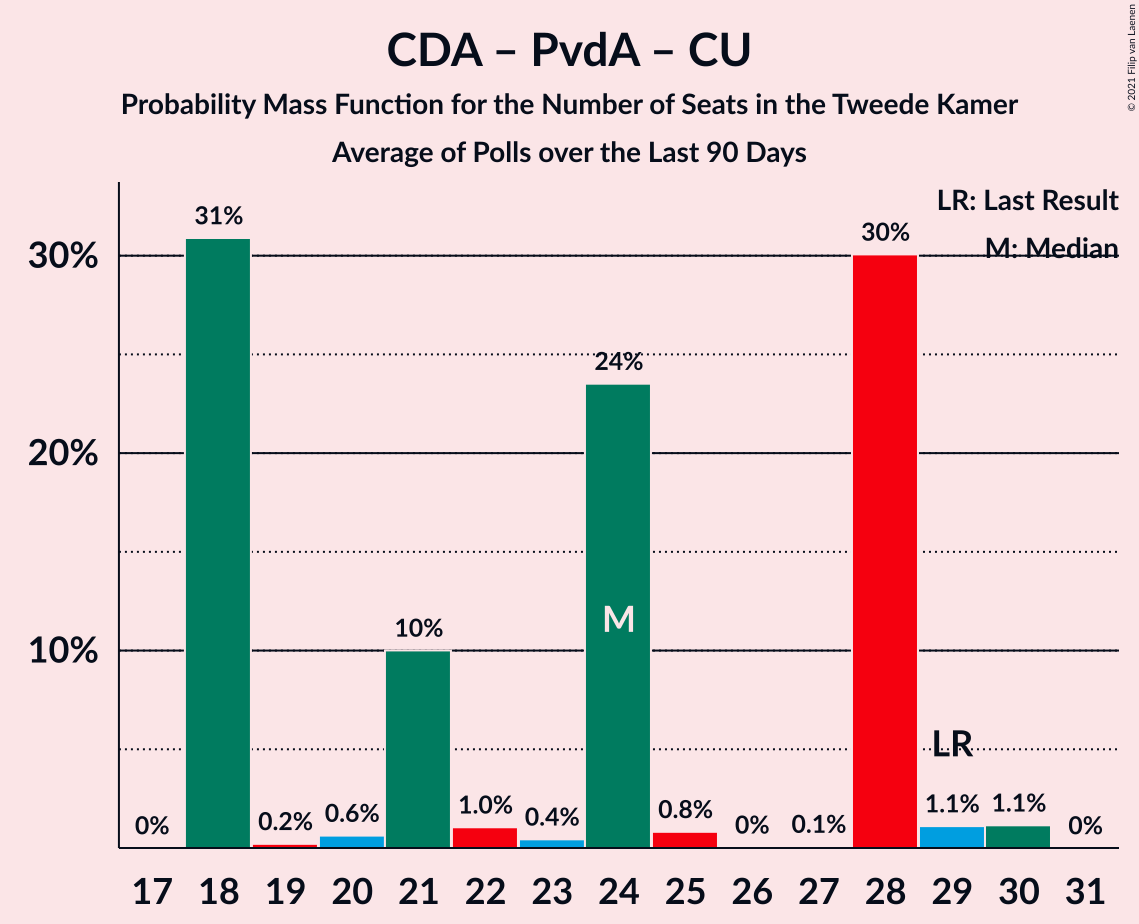 CDA – PvdA – CU
Probability Mass Function for the Number of Seats in the Tweede Kamer
Average of Polls over the Last 90 Days
© 2021 Filip van Laenen
LR: Last Result
M: Median
30%
20%
10%
0%
31%
0.2%
0.6%
10%
1.0%
0.4%
24%
0.8%
0%
0.1%
30%
1.1%
1.1%
0%
M
LR
17 18 19 20 21 22 23 24 25 26 27 28 29 30 31